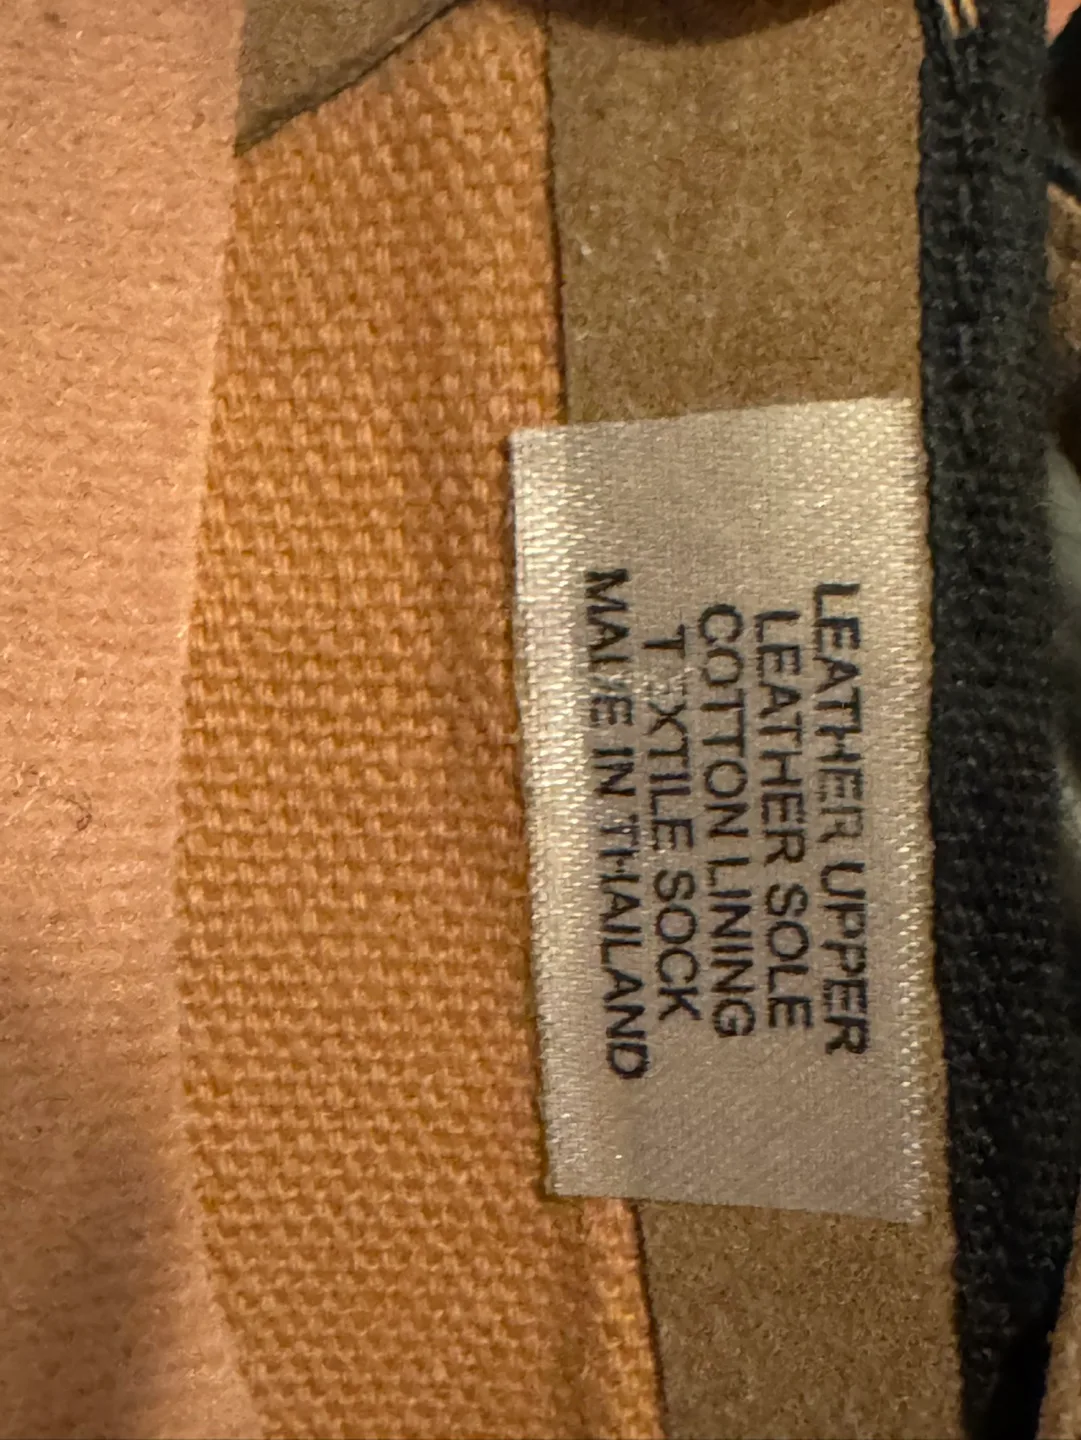 LEATHER UPPER
LEATHER SOLE
COTTON LINING
TEXTILE SOCK
MADE IN THAILAND